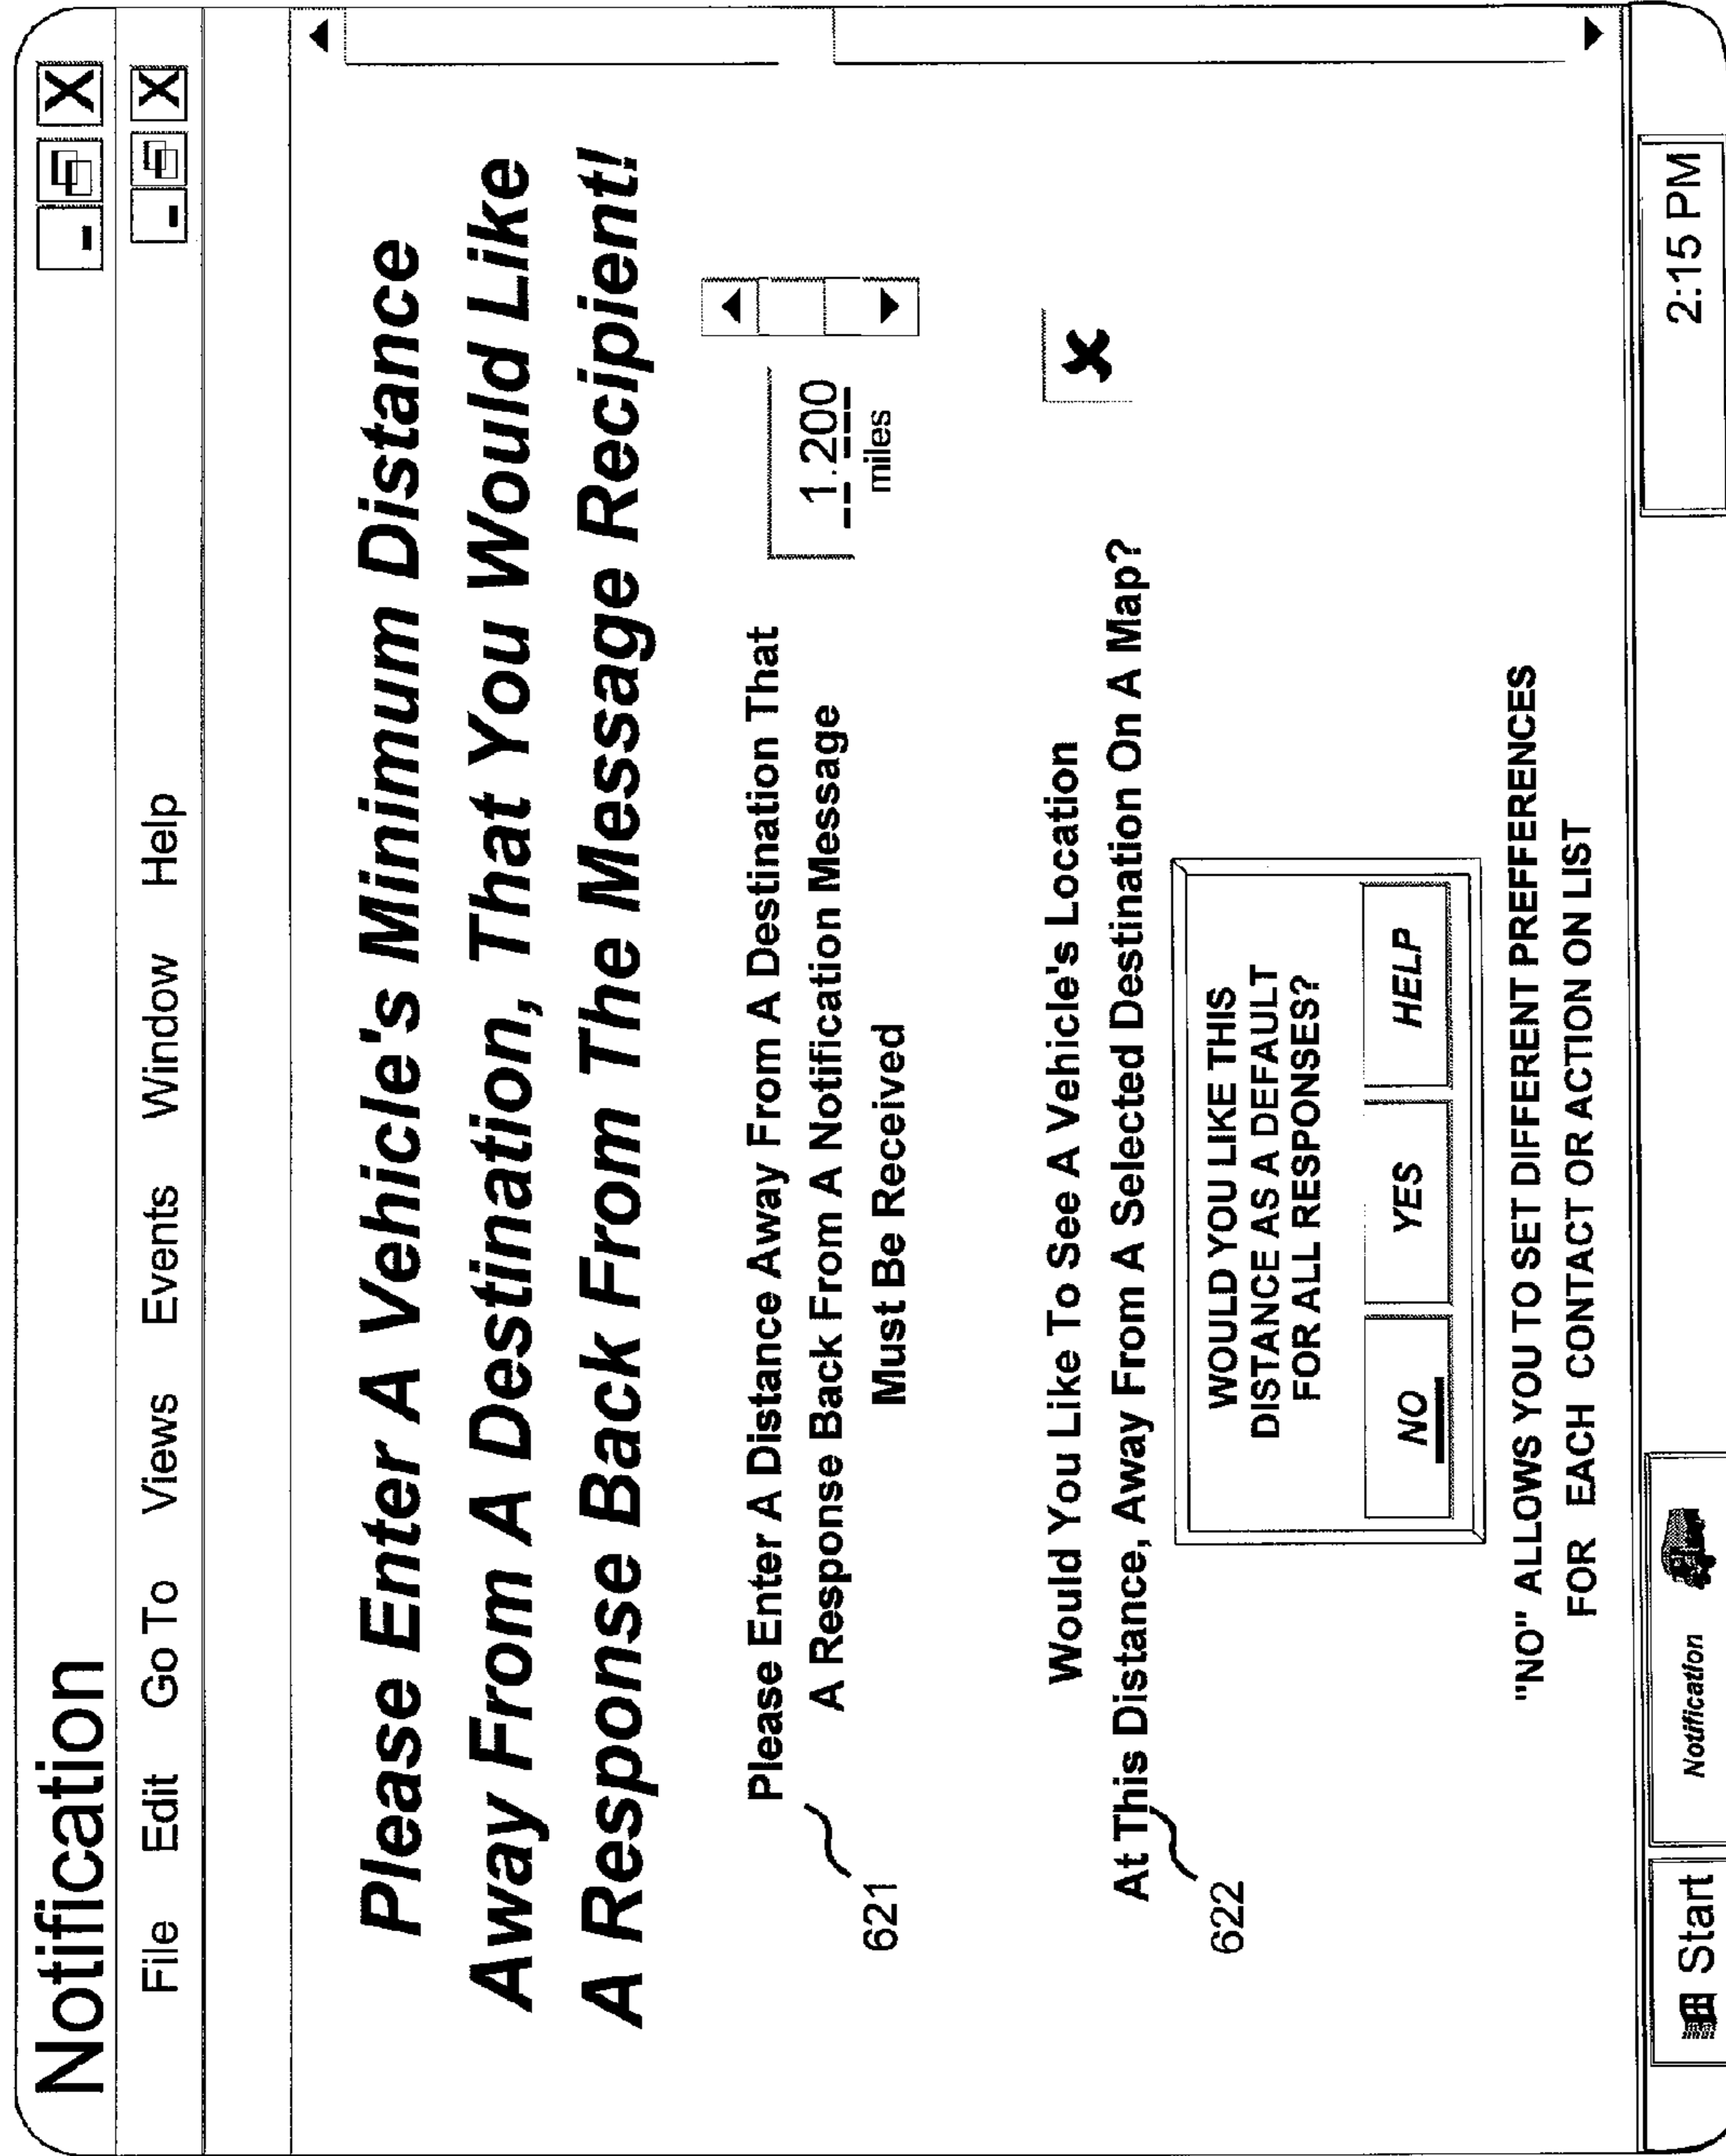 Notification
File Edit Go To Views Events Window Help
Please Enter A Vehicle's Minimum Distance
Away From A Destination, That You Would Like
A Response Back From The Message Recipient!
621
Please Enter A Distance Away From A Destination That
A Response Back From A Notification Message
Must Be Received
1.200
miles
622
Would You Like To See A Vehicle's Location
At This Distance, Away From A Selected Destination On A Map?
WOULD YOU LIKE THIS
DISTANCE AS A DEFAULT
FOR ALL RESPONSES?
NO YES HELP
"NO" ALLOWS YOU TO SET DIFFERENT PREFFERENCES
FOR EACH CONTACT OR ACTION ON LIST
Start Notification 2:15 PM